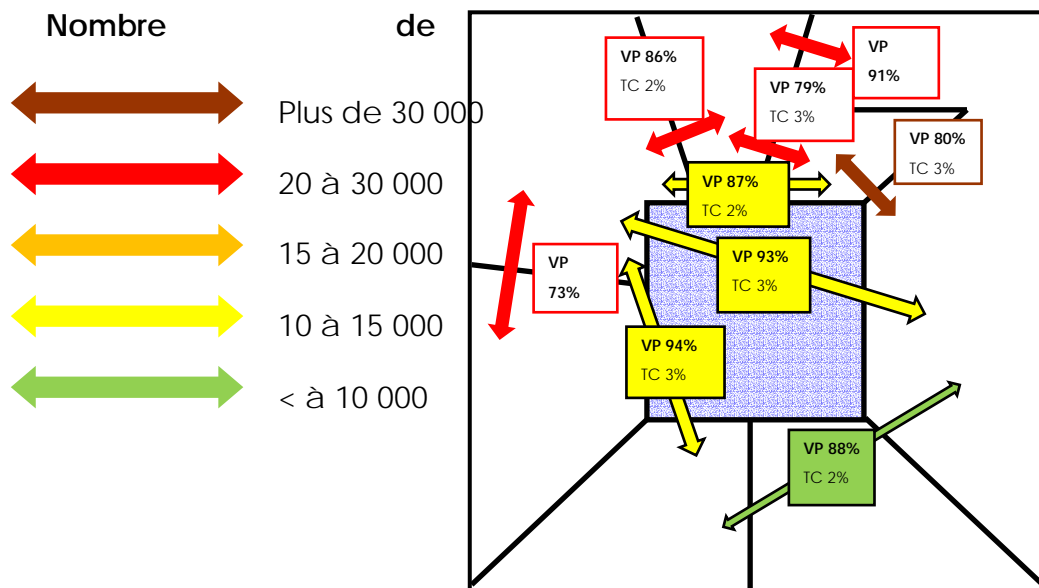 Nombre de
Plus de 30 000
20 à 30 000
15 à 20 000
10 à 15 000
< à 10 000
VP 86%
TC 2%
VP 79%
TC 3%
VP
91%
VP 80%
TC 3%
VP 87%
TC 2%
VP 93%
TC 3%
VP
73%
VP 94%
TC 3%
VP 88%
TC 2%